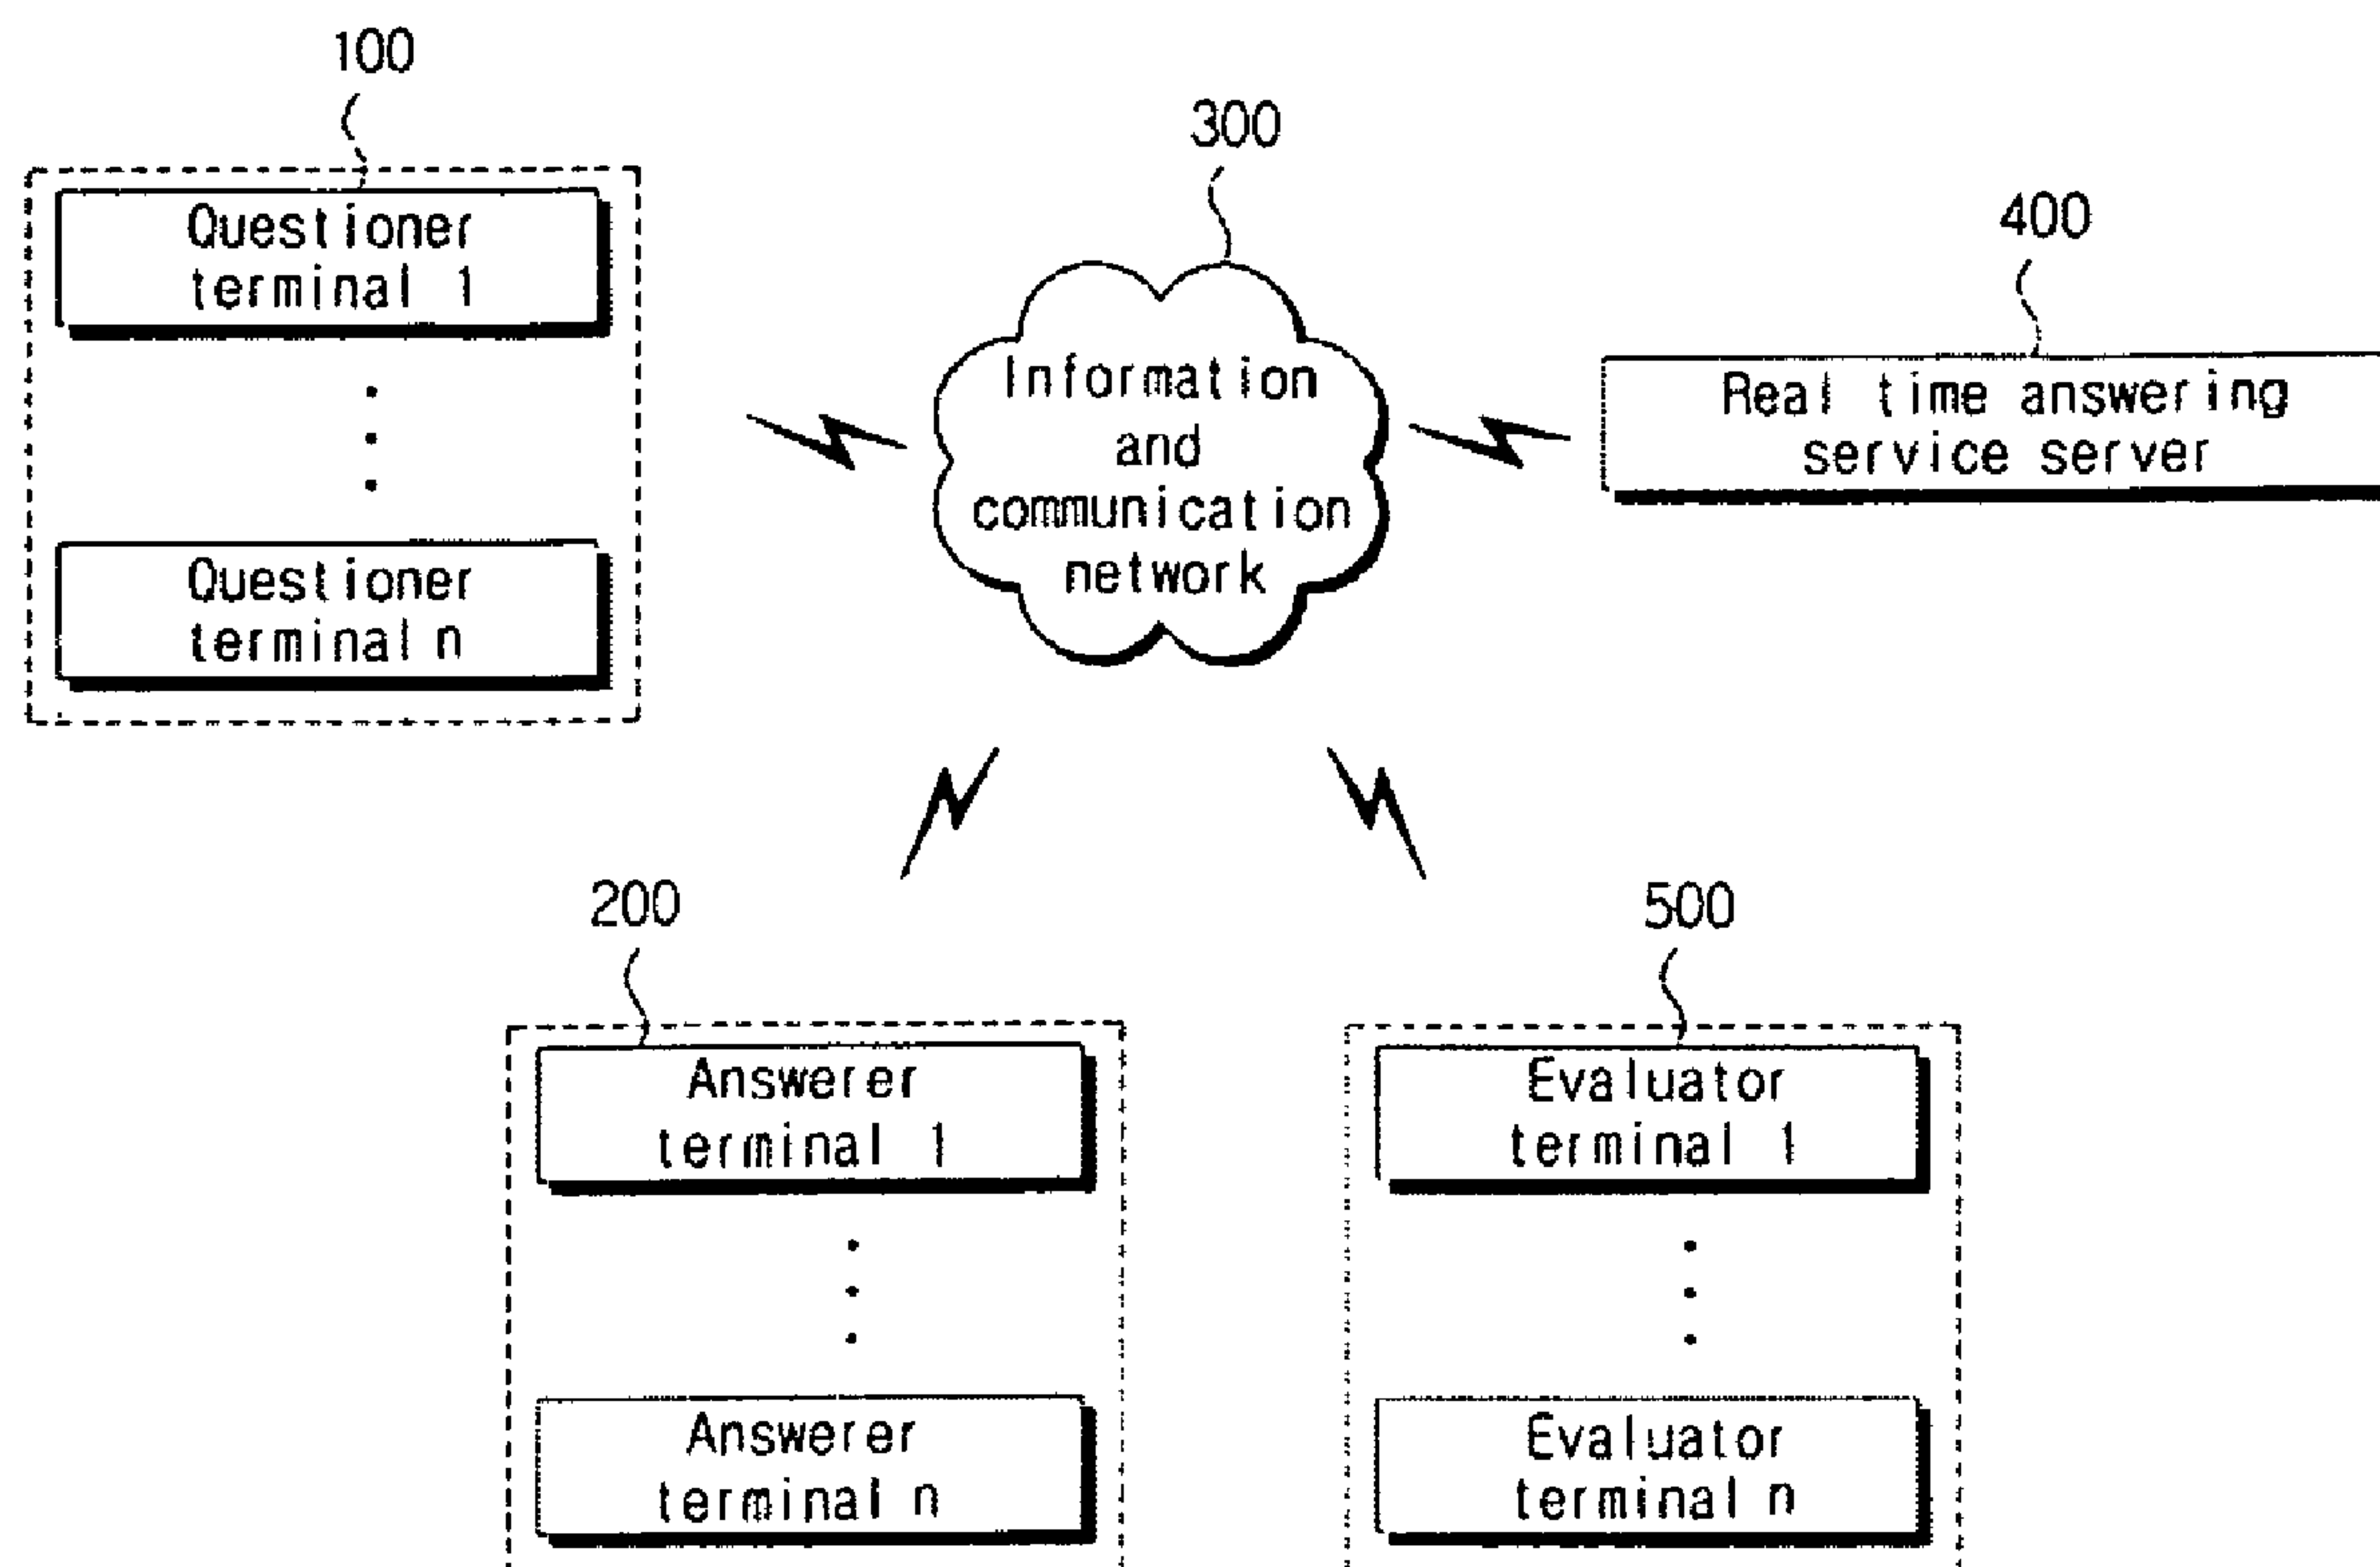 100
Questioner
terminal 1
Questioner
terminal n
300
Information
and
communication
network
400
Real time answering
service server
200
Answerer
terminal 1
Answerer
terminal n
500
Evaluator
terminal 1
Evaluator
terminal n